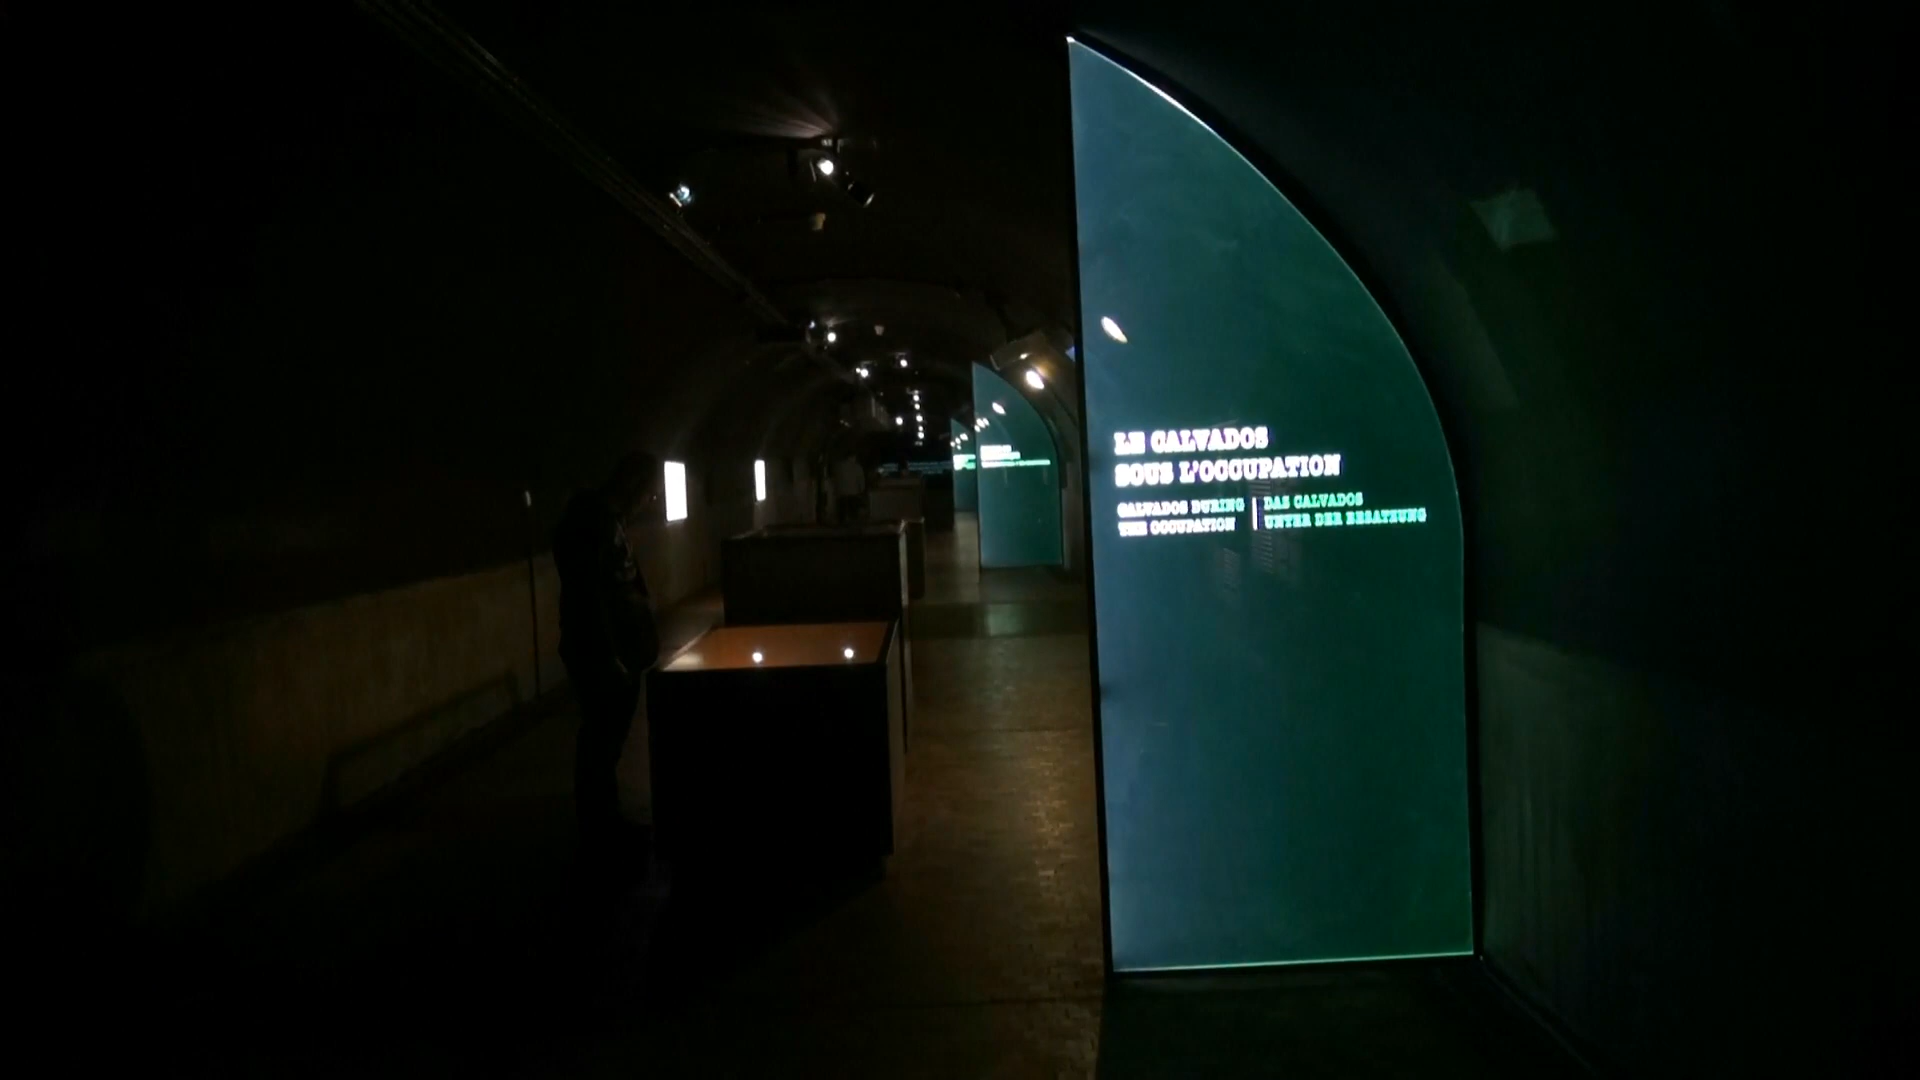 LE CALVADOS
SOUS L'OCCUPATION
CALVADOS DURING
THE OCCUPATION
DAS CALVADOS
UNTER DER BESATZUNG